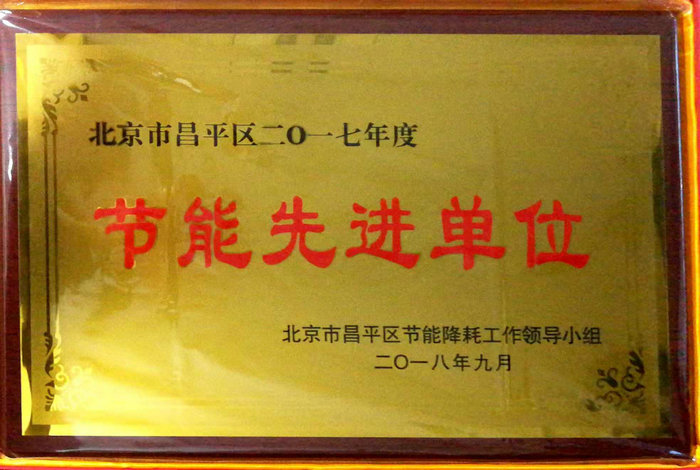 北京市昌平区二〇一七年度
节能先进单位
北京市昌平区节能降耗工作领导小组
二〇一八年九月